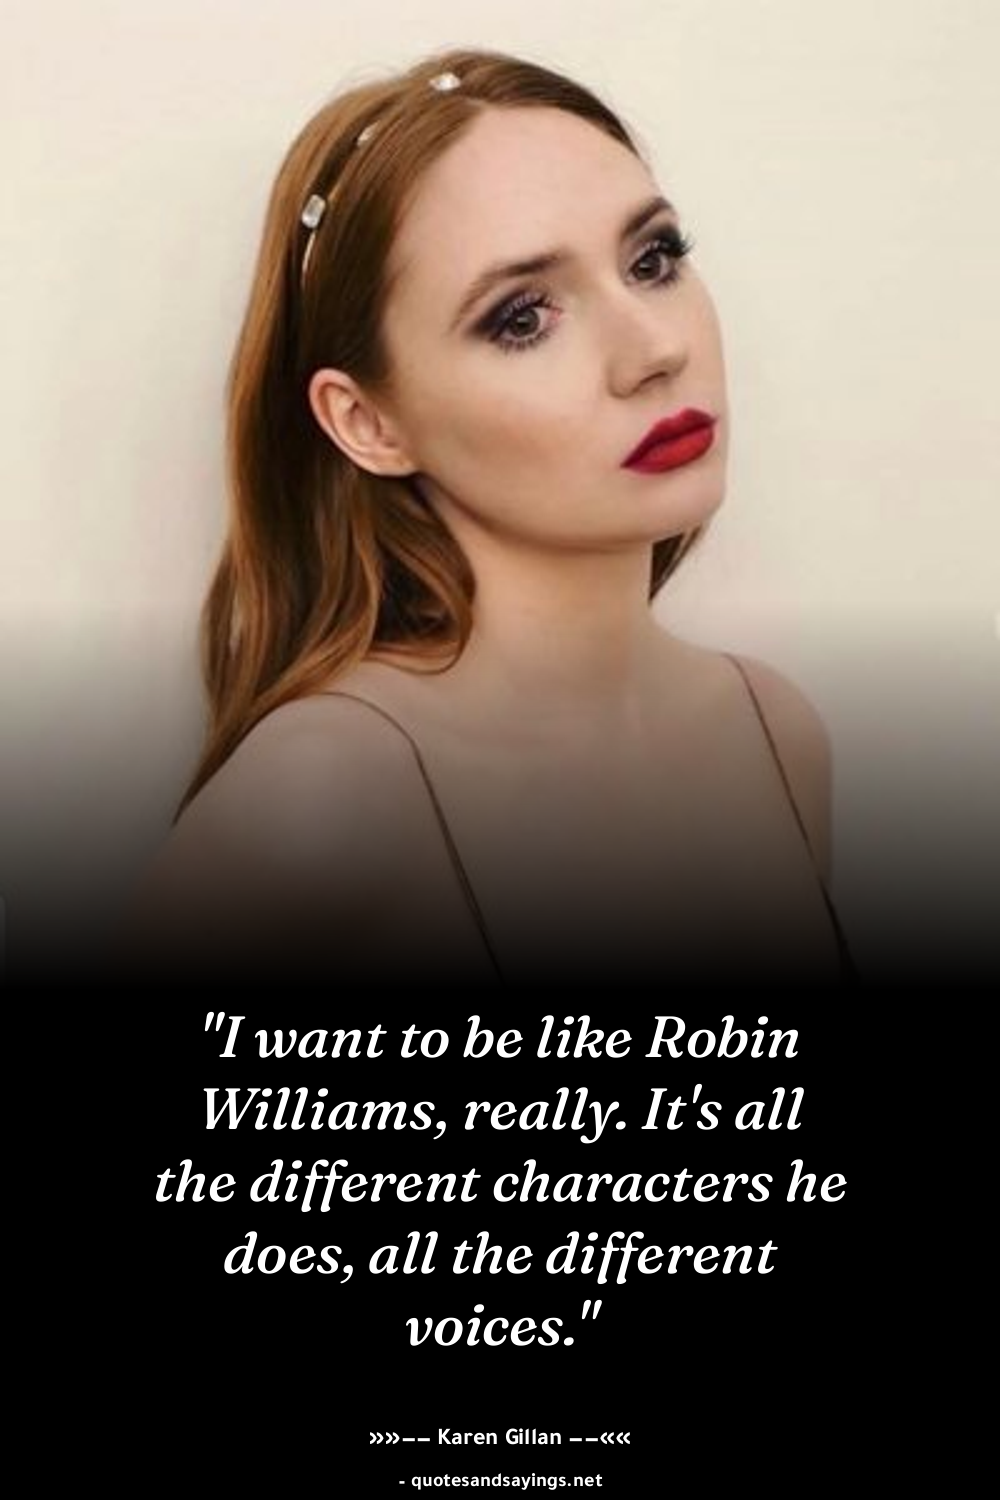 "I want to be like Robin
Williams, really. It's all
the different characters he
does, all the different
voices."
»»–– Karen Gillan ––««
- quotesandsayings.net